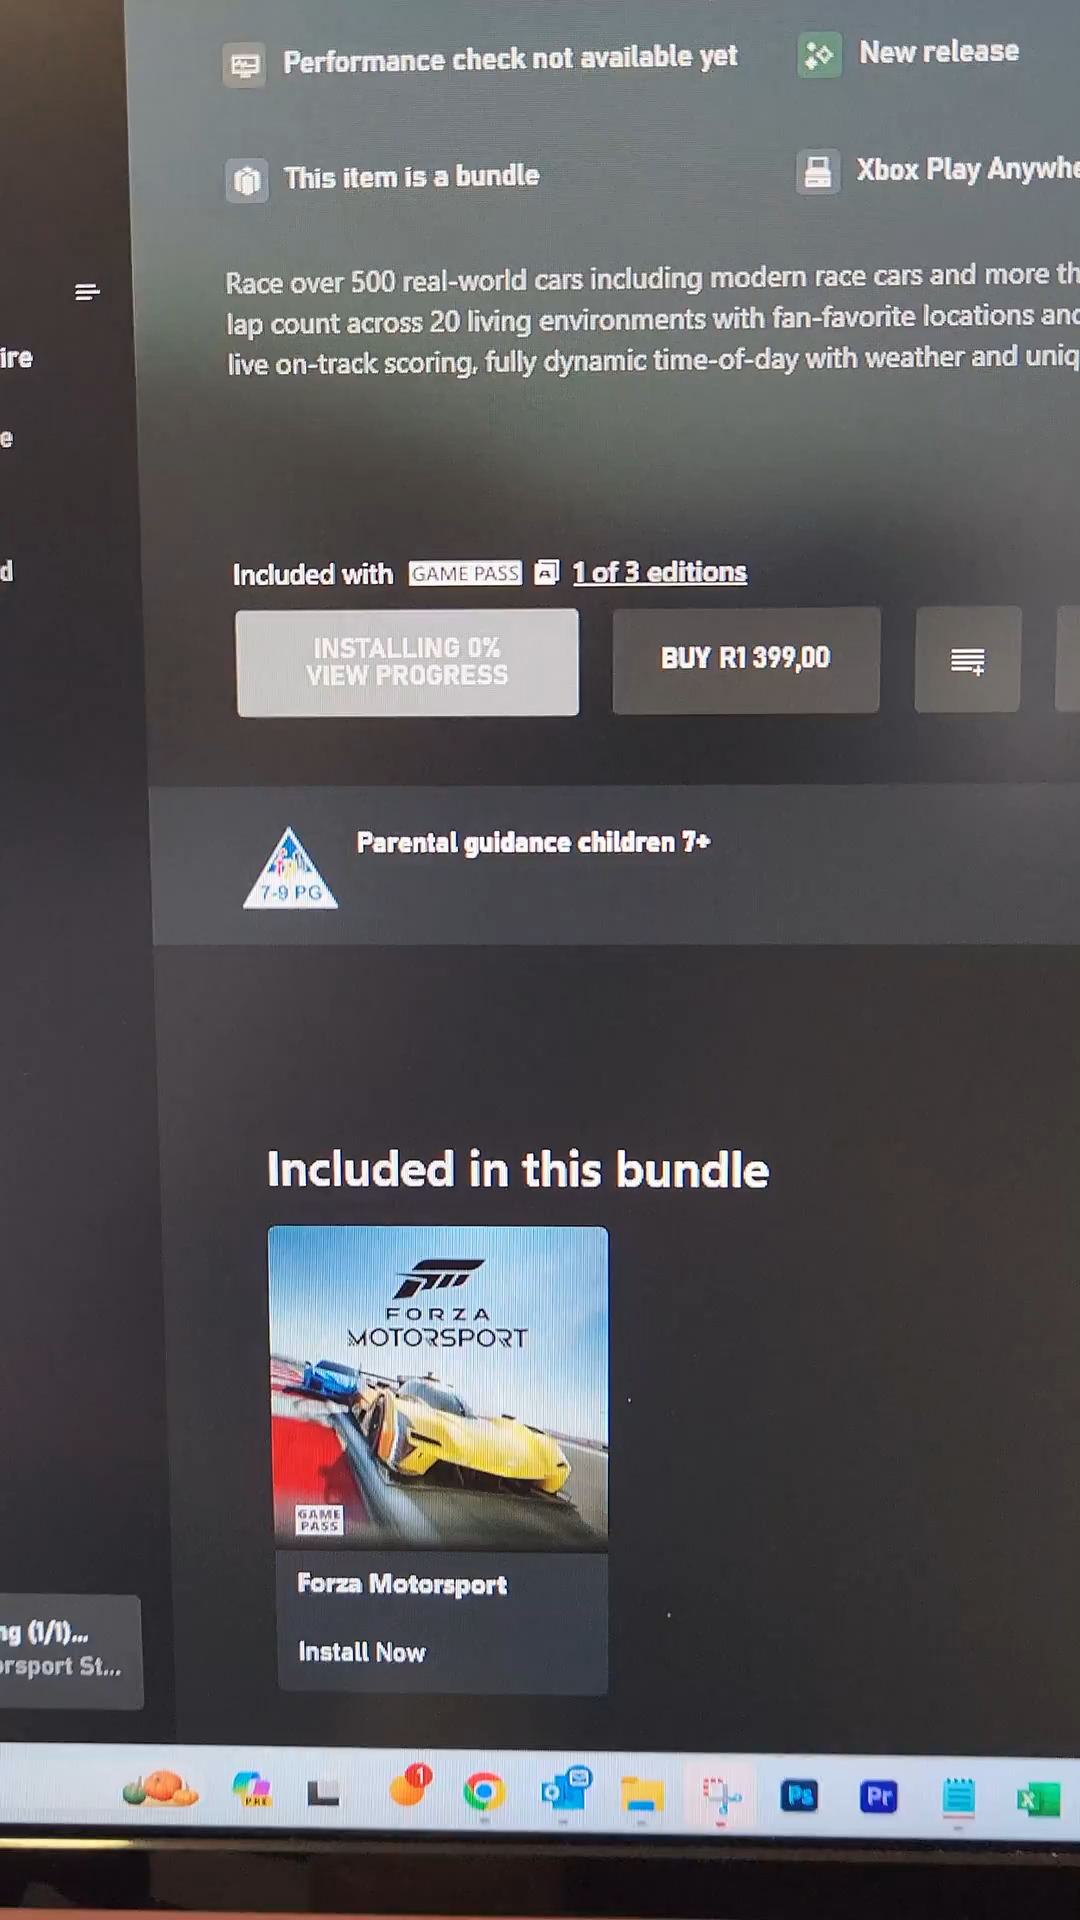 Performance check not available yet
New release
This item is a bundle
Xbox Play Anywhe
Race over 500 real-world cars including modern race cars and more th
lap count across 20 living environments with fan-favorite locations and
live on-track scoring, fully dynamic time-of-day with weather and uniq
ire
e
d
Included with GAME PASS 1 of 3 editions
INSTALLING 0%
VIEW PROGRESS
BUY R1 399,00
7-9 PG
Parental guidance children 7+
Included in this bundle
FORZA
MOTORSPORT
GAME
PASS
Forza Motorsport
Install Now
ng (1/1)...
orsport St...
PRE
1
Ps
Pr